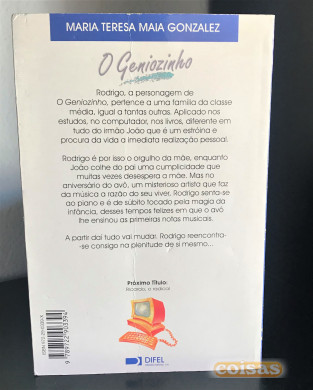 MARIA TERESA MAIA GONZALEZ
O Geniozinho
Rodrigo, a personagem de
O Geniozinho, pertence a uma família da classe
média, igual a tantas outras. Aplicado nos
estudos, no computador, nos livros, diferente em
tudo do irmão João que é um estróina e
procura da vida a imediata realização pessoal.
Rodrigo é por isso o orgulho da mãe, enquanto
João colhe do pai uma cumplicidade que
muitas vezes desespera a mãe. Mas no
aniversário do avô, um misterioso artista que faz
da música a razão do seu viver, Rodrigo senta-se
ao piano e é de súbito tocado pela magia da
infância, desses tempos felizes em que o avô
lhe ensinou as primeiras notas musicais.
A partir daí tudo vai mudar. Rodrigo reencontra-
-se consigo na plenitude de si mesmo...
Próximo Título:
Ricardo, o radical
DIFEL
coisas